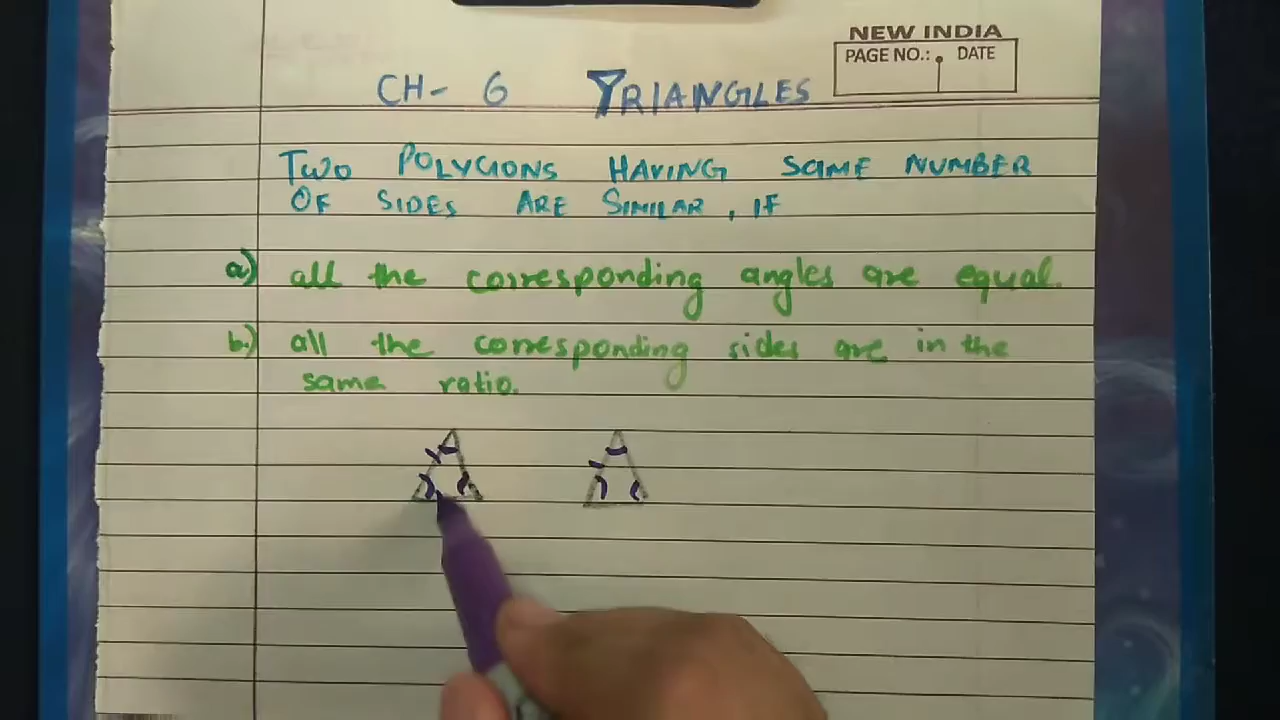 NEW INDIA
PAGE NO.: DATE
CH- 6 TRIANGLES
TWO POLYGONS HAVING SAME NUMBER
OF SIDES ARE SIMILAR, IF
a) all the corresponding angles are equal.
b.) all the corresponding sides are in the
same ratio.